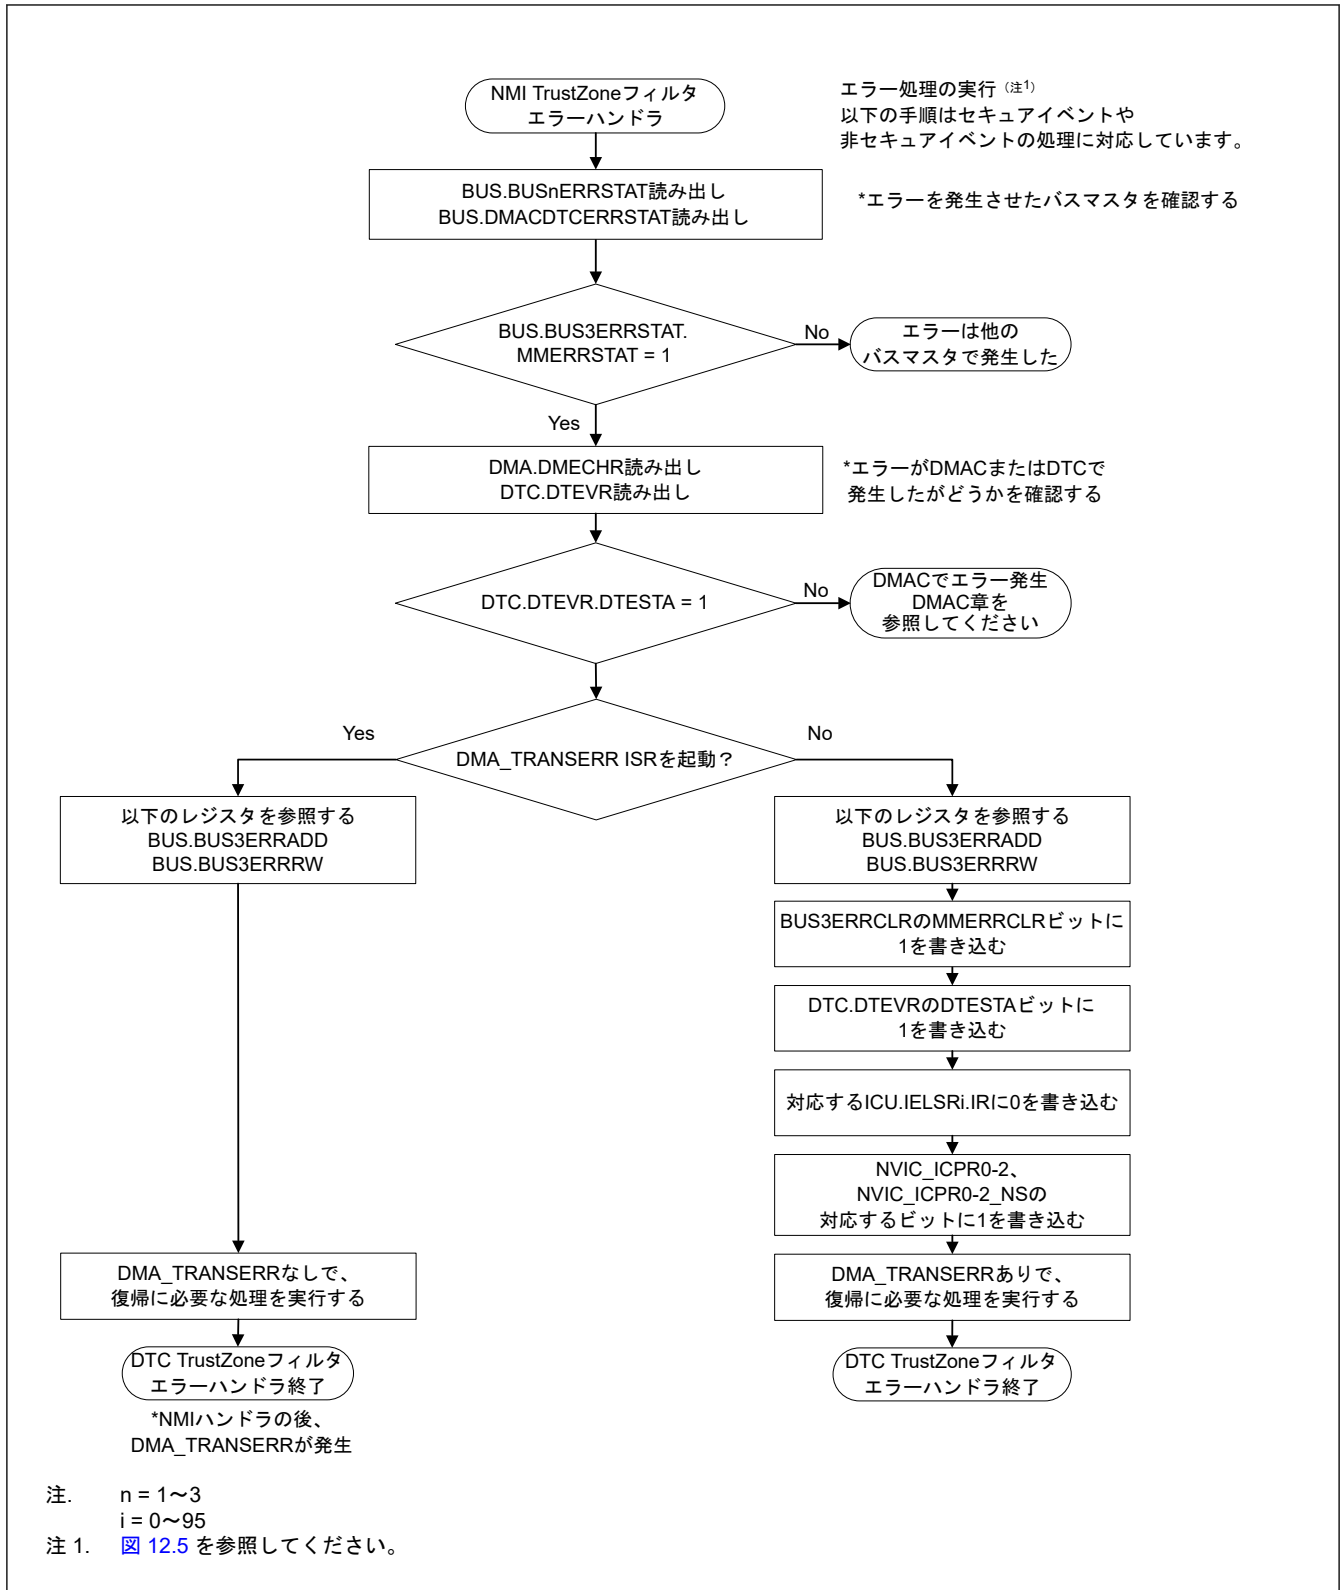 NMI TrustZoneフィルタ
エラーハンドラ
エラー処理の実行（注1）
以下の手順はセキュアイベントや
非セキュアイベントの処理に対応しています。
BUS.BUSnERRSTAT読み出し
BUS.DMACDTCERRSTAT読み出し
*エラーを発生させたバスマスタを確認する
BUS.BUS3ERRSTAT.
MMERRSTAT = 1
No
エラーは他の
バスマスタで発生した
Yes
DMA.DMECHR読み出し
DTC.DTEVR読み出し
*エラーがDMACまたはDTCで
発生したがどうかを確認する
DTC.DTEVR.DTESTA = 1
No
DMACでエラー発生
DMAC章を
参照してください
Yes
DMA_TRANSERR ISRを起動？
No
以下のレジスタを参照する
BUS.BUS3ERRADD
BUS.BUS3ERRRW
以下のレジスタを参照する
BUS.BUS3ERRADD
BUS.BUS3ERRRW
BUS3ERRCLRのMMERRCLRビットに
1を書き込む
DTC.DTEVRのDTESTAビットに
1を書き込む
対応するICU.IELSRi.IRに0を書き込む
NVIC_ICPR0-2、
NVIC_ICPR0-2_NSの
対応するビットに1を書き込む
DMA_TRANSERRなしで、
復帰に必要な処理を実行する
DMA_TRANSERRありで、
復帰に必要な処理を実行する
DTC TrustZoneフィルタ
エラーハンドラ終了
DTC TrustZoneフィルタ
エラーハンドラ終了
*NMIハンドラの後、
DMA_TRANSERRが発生
注. n = 1～3
i = 0～95
注 1. 図 12.5 を参照してください。